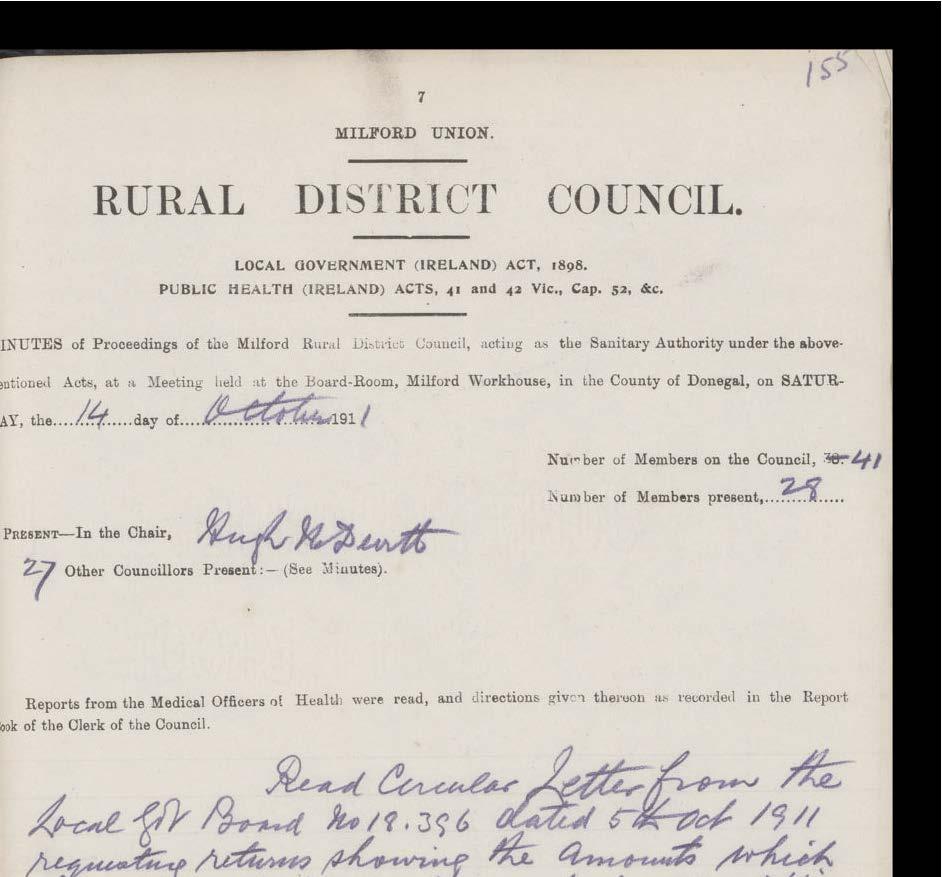 155
7
MILFORD UNION.
RURAL DISTRICT COUNCIL.
LOCAL GOVERNMENT (IRELAND) ACT, 1898.
PUBLIC HEALTH (IRELAND) ACTS, 41 and 42 Vic., Cap. 52, &c.
INUTES of Proceedings of the Milford Rural District Council, acting as the Sanitary Authority under the above-
entioned Acts, at a Meeting held at the Board-Room, Milford Workhouse, in the County of Donegal, on SATUR-
AY, the....14......day of....October 1911
Number of Members on the Council, 38. 41
Number of Members present,....28.....
PRESENT—In the Chair, Hugh McDevitt
27 Other Councillors Present:— (See Minutes).
Reports from the Medical Officers of Health were read, and directions given thereon as recorded in the Report
ook of the Clerk of the Council.
Read Circular Letter from the
Local Gvt Board No 18.396 dated 5th Oct 1911
requesting returns showing the amounts which